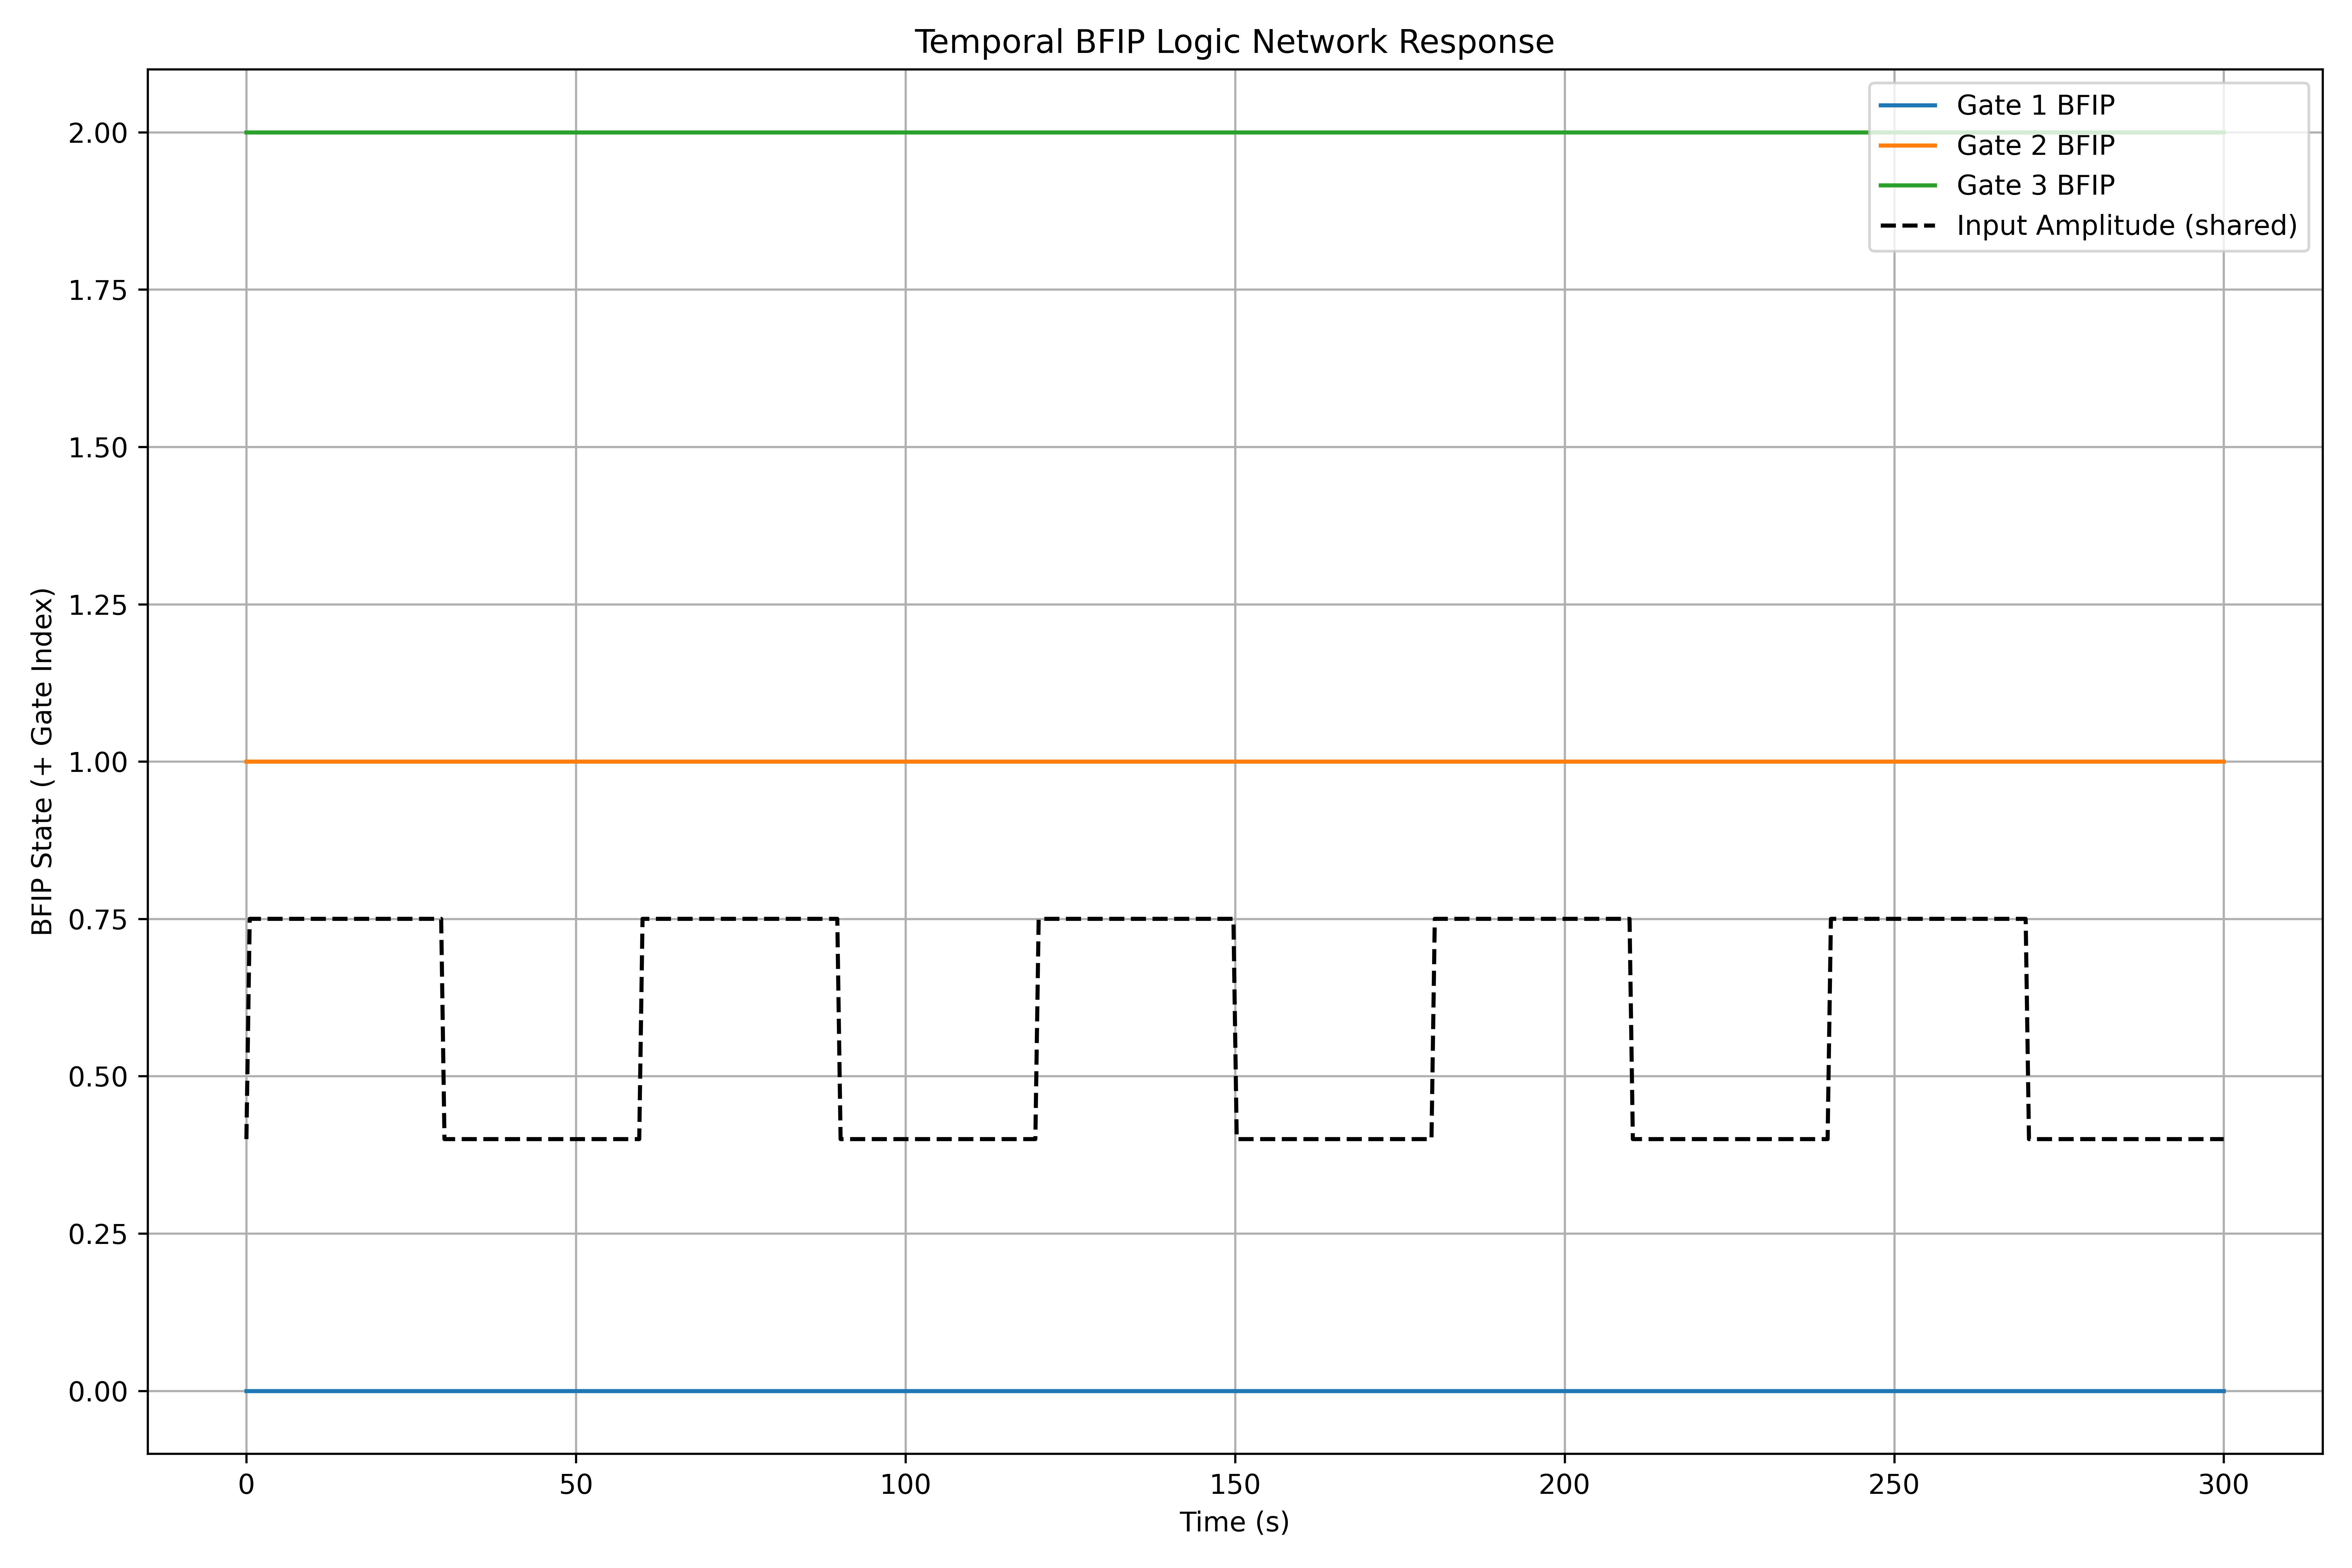 Temporal BFIP Logic Network Response
Gate 1 BFIP
Gate 2 BFIP
Gate 3 BFIP
Input Amplitude (shared)
BFIP State (+ Gate Index)
2.00
1.75
1.50
1.25
1.00
0.75
0.50
0.25
0.00
0 50 100 150 200 250 300
Time (s)